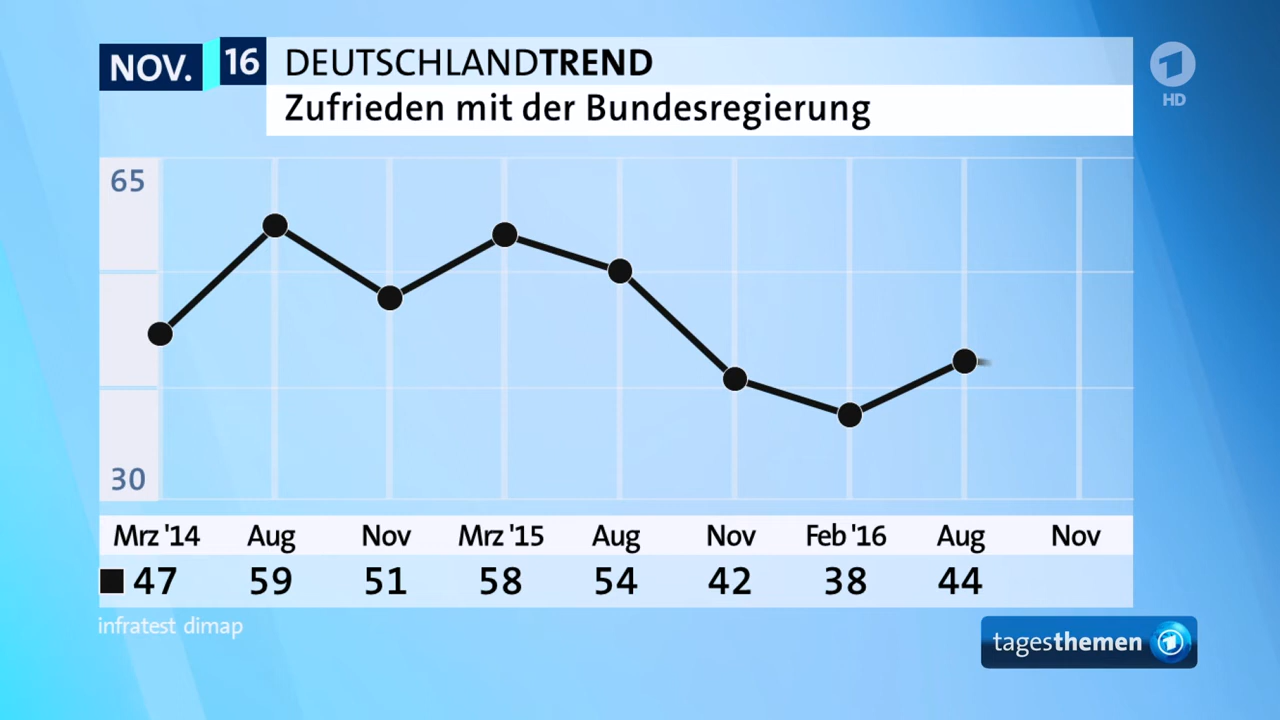 NOV. 16 DEUTSCHLANDTREND
Zufrieden mit der Bundesregierung
HD
65
30
Mrz '14 Aug Nov Mrz '15 Aug Nov Feb '16 Aug Nov
47 59 51 58 54 42 38 44
infratest dimap
tagesthemen